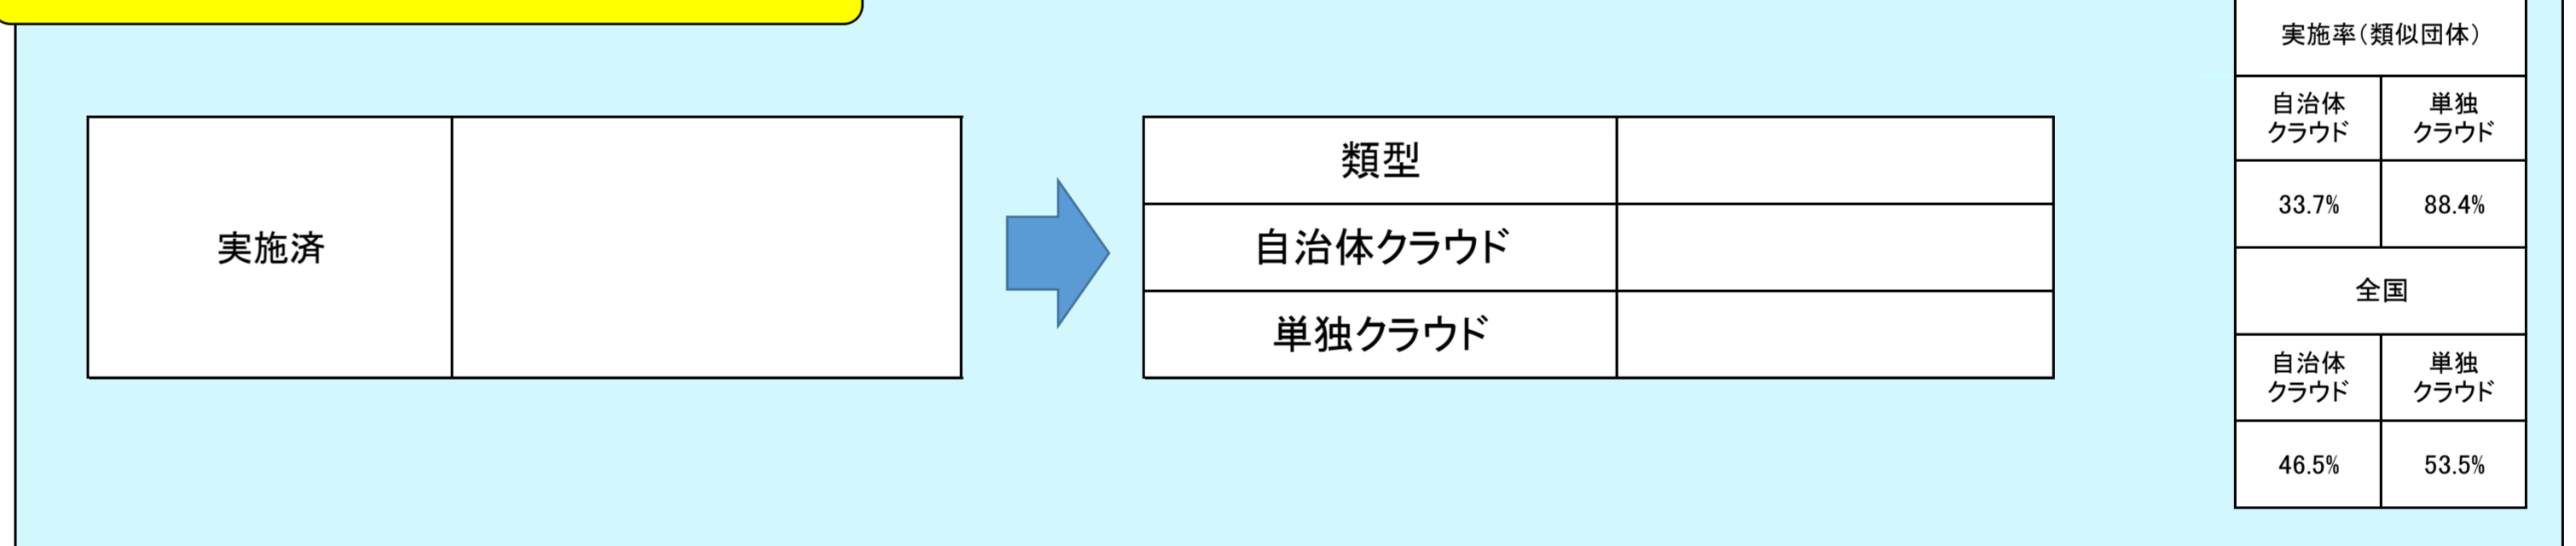 実施済
類型
自治体クラウド
単独クラウド
実施率(類似団体)
自治体
クラウド
単独
クラウド
33.7%
88.4%
全国
自治体
クラウド
単独
クラウド
46.5%
53.5%